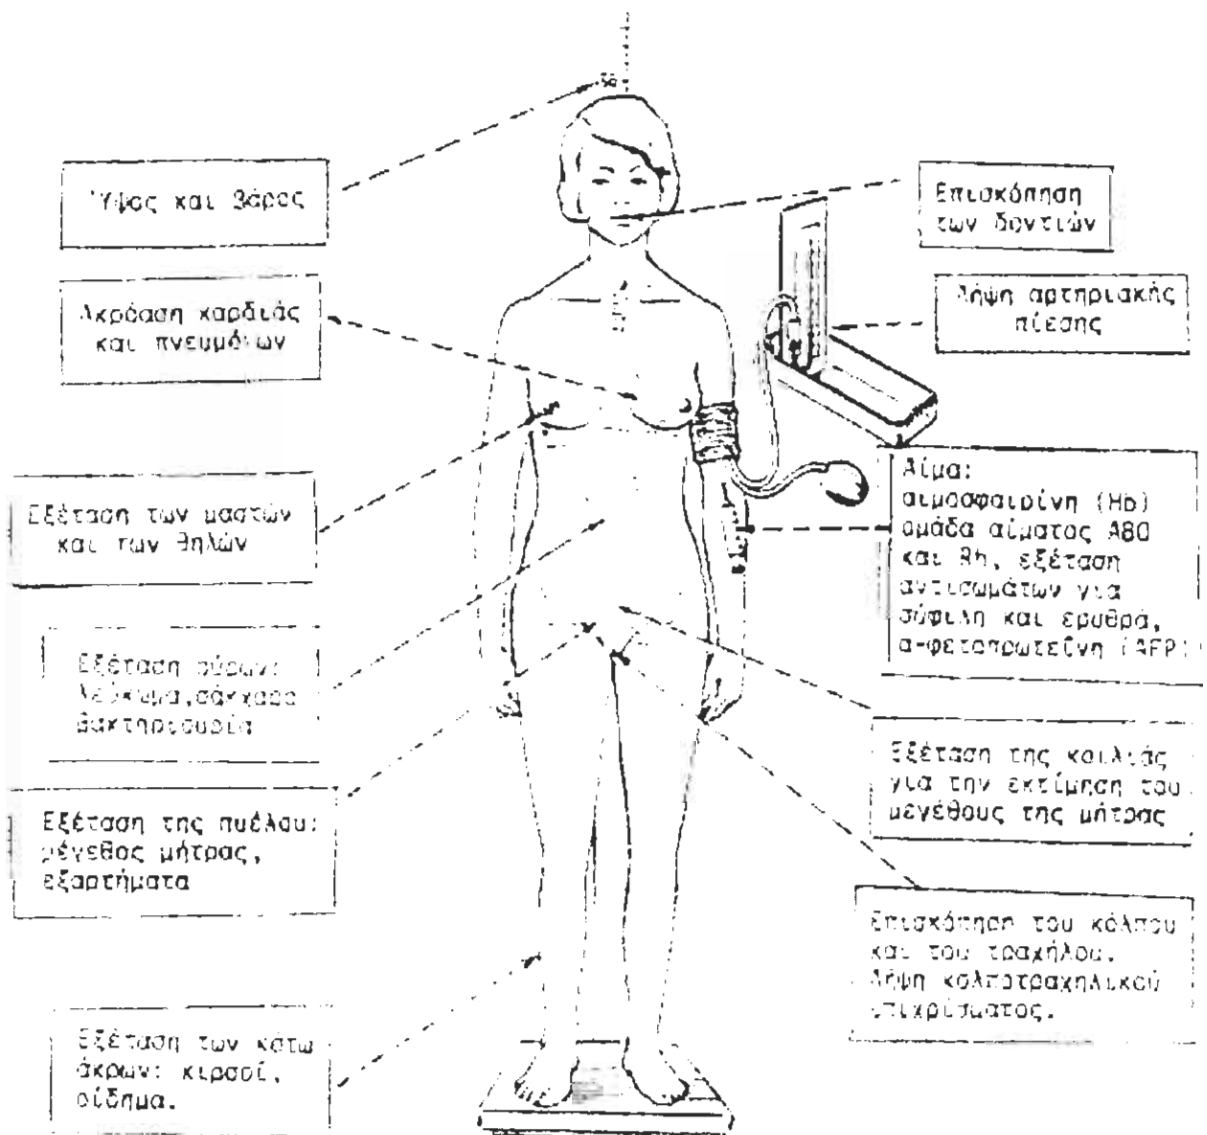 Ύψος και βάρος
Ακρόαση καρδιάς
και πνευμόνων
Εξέταση των μαστών
και των θηλών
Εξέταση ούρων:
λεύκωμα, σάκχαρο
βακτηριουρία
Εξέταση της πυέλου:
μέγεθος μήτρας,
εξαρτήματα
Εξέταση των κάτω
άκρων: κιρσοί,
οίδημα.
Επισκόπηση
των δοντιών
Λήψη αρτηριακής
πίεσης
Αίμα:
αιμοσφαιρίνη (Hb)
ομάδα αίματος ΑΒΟ
και Rh, εξέταση
αντισωμάτων για
σύφιλη και ερυθρά,
α-φετοπρωτεΐνη (AFP)
Εξέταση της κοιλιάς
για την εκτίμηση του
μεγέθους της μήτρας
Επισκόπηση του κόλπου
και του τραχήλου.
Λήψη κολποτραχηλικού
επιχρίσματος.